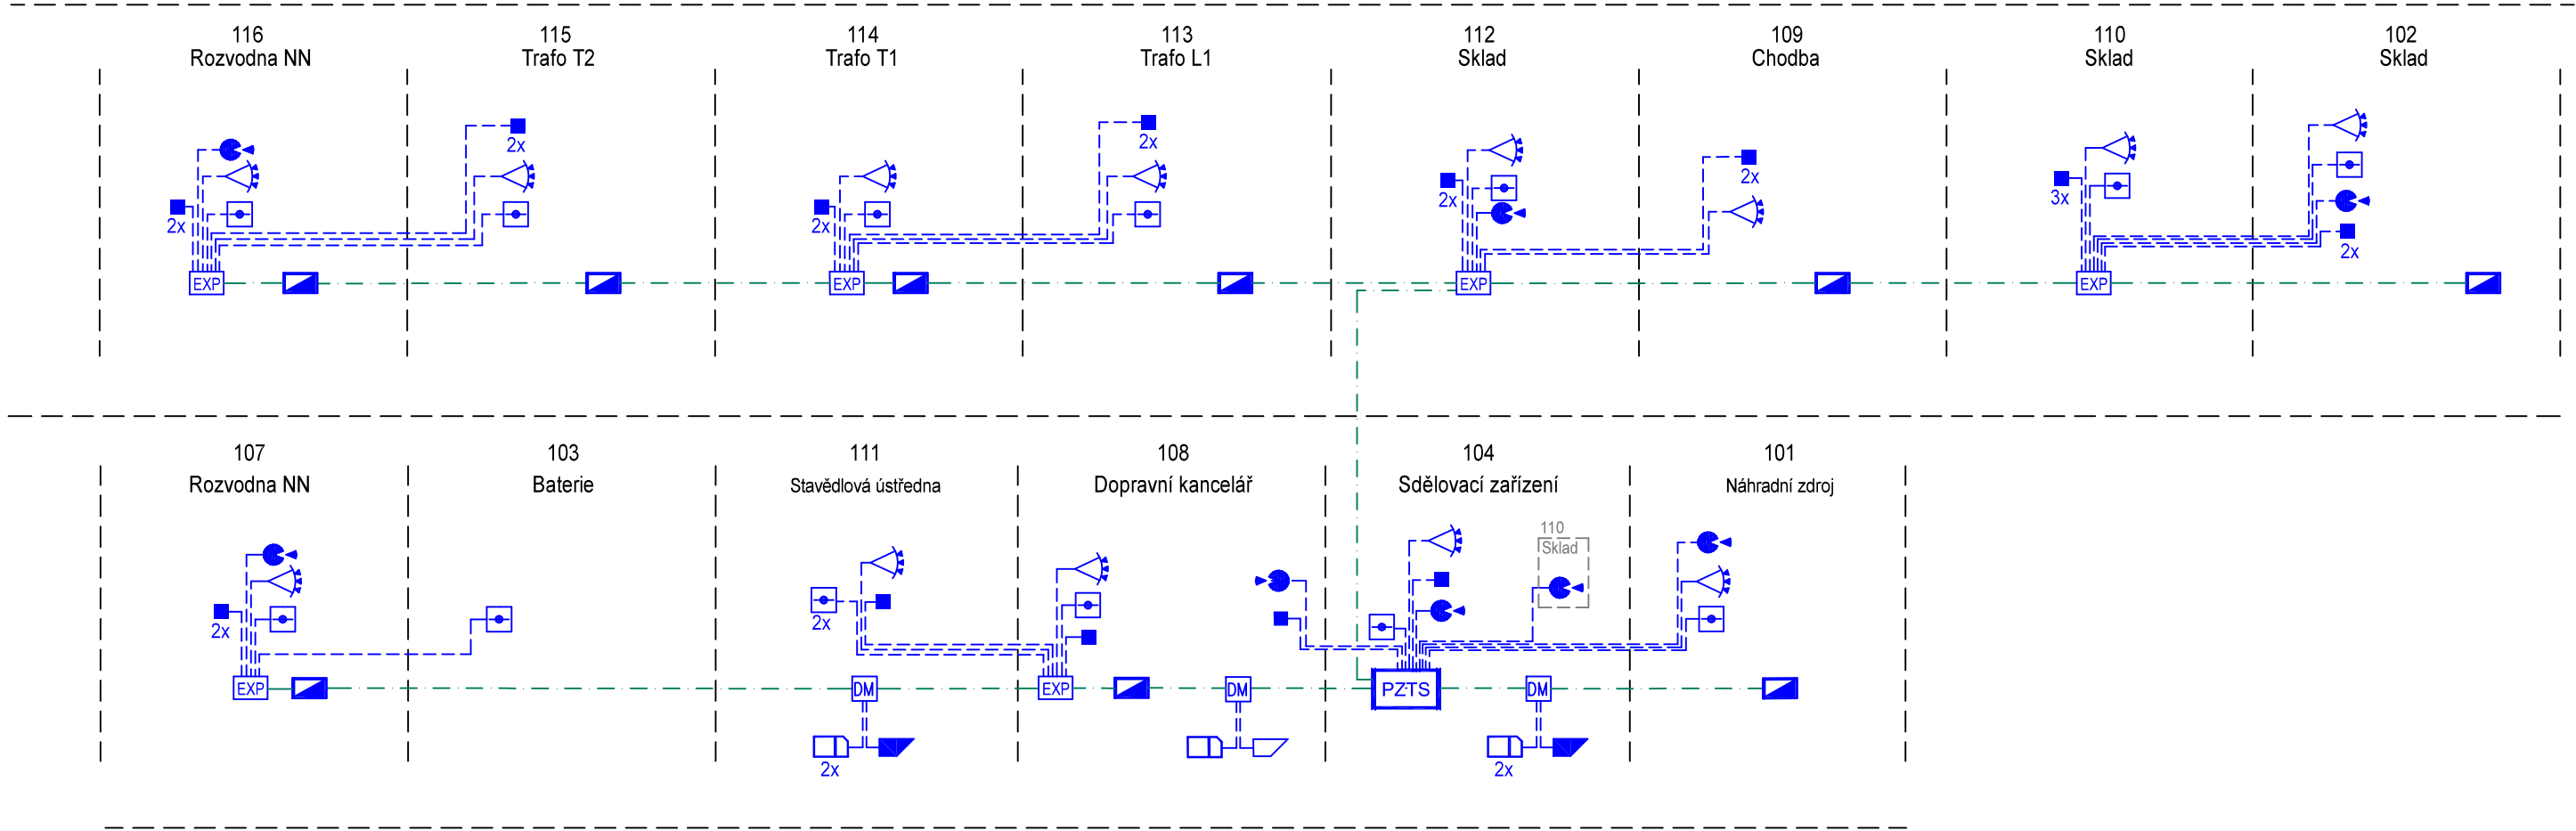 116
Rozvodna NN
115
Trafo T2
114
Trafo T1
113
Trafo L1
112
Sklad
109
Chodba
110
Sklad
102
Sklad
2x
2x
2x
2x
2x
2x
3x
2x
EXP
EXP
EXP
EXP
107
Rozvodna NN
103
Baterie
111
Stavědlová ústředna
108
Dopravní kancelář
104
Sdělovací zařízení
101
Náhradní zdroj
110
Sklad
2x
2x
EXP
DM
EXP
DM
PZTS
DM
2x
2x